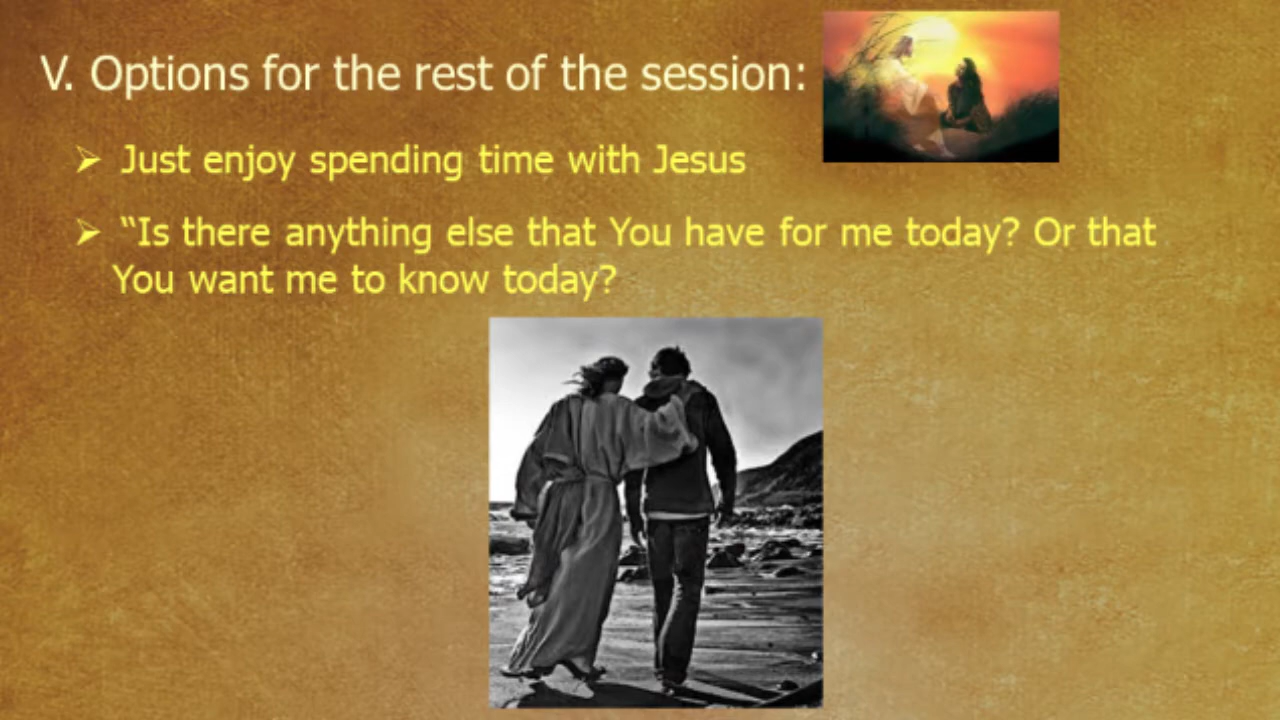 V. Options for the rest of the session:
➢ Just enjoy spending time with Jesus
➢ “Is there anything else that You have for me today? Or that
You want me to know today?